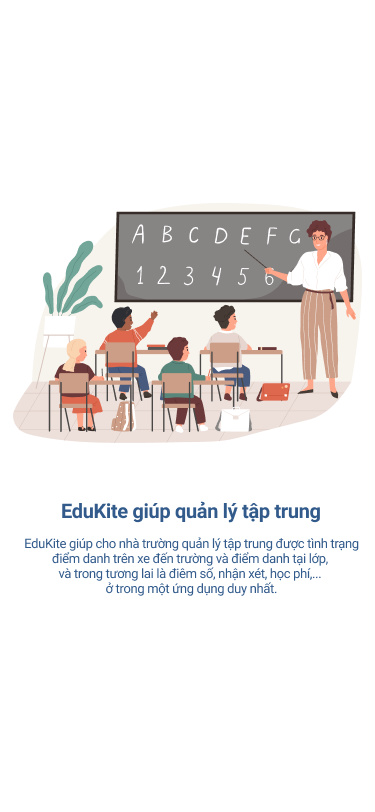 A B C D E F G
1 2 3 4 5 6
EduKite giúp quản lý tập trung
EduKite giúp cho nhà trường quản lý tập trung được tình trạng
điểm danh trên xe đến trường và điểm danh tại lớp,
và trong tương lai là điêm số, nhận xét, học phí,...
ở trong một ứng dụng duy nhất.